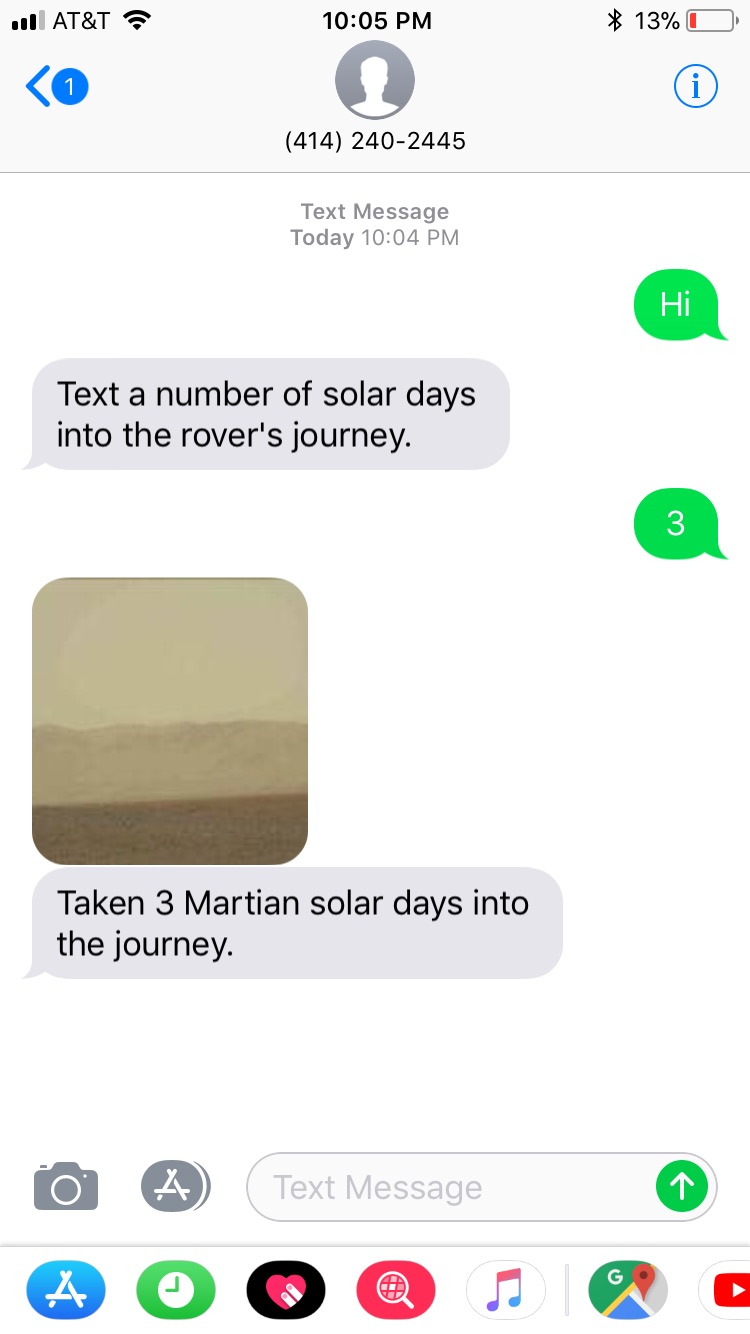 AT&T 10:05 PM 13%
1
(414) 240-2445
Text Message
Today 10:04 PM
Hi
Text a number of solar days
into the rover's journey.
3
Taken 3 Martian solar days into
the journey.
Text Message
G